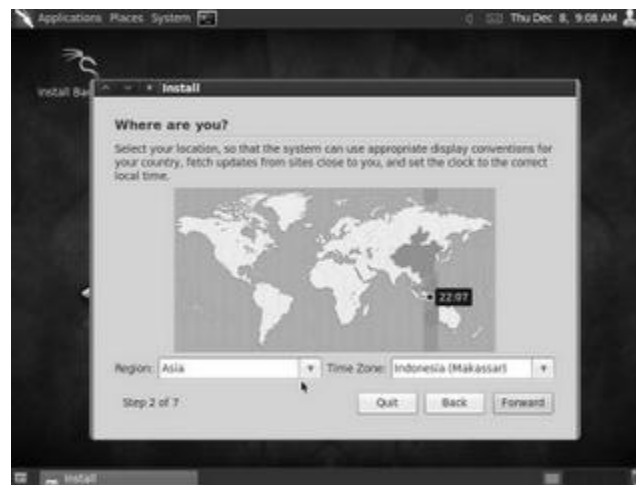 Applications Places System
Thu Dec 8, 9:08 AM
Install
Where are you?
Select your location, so that the system can use appropriate display conventions for
your country, fetch updates from sites close to you, and set the clock to the correct
local time.
22:07
Region: Asia
Time Zone: Indonesia (Makassar)
Step 2 of 7
Quit
Back
Forward
Install